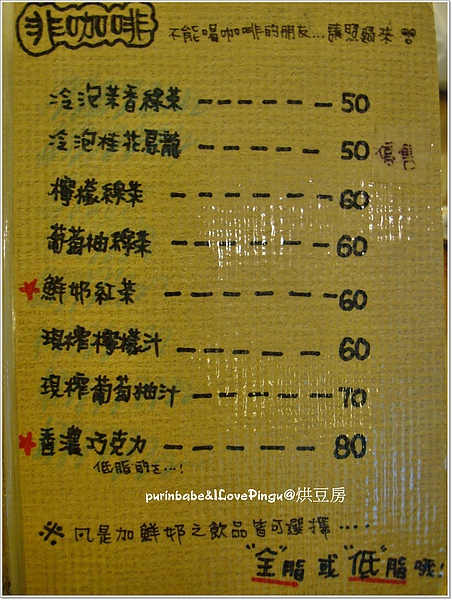 非咖啡 不能喝咖啡的朋友...請照過來
冷泡茉香綠茶 ------ 50
冷泡桂花烏龍 ------ 50 停售
檸檬綠茶 ------ 60
葡萄柚綠茶 ------ 60
★鮮奶紅茶 ------- 60
現榨檸檬汁 ------ 60
現榨葡萄柚汁 ------ 70
★香濃巧克力 ----- 80
低脂的ㄛ...!
purinbabe&ILovePingu@烘豆房
※ 凡是加鮮奶之飲品皆可選擇....
"全"脂 或 "低"脂 哦!